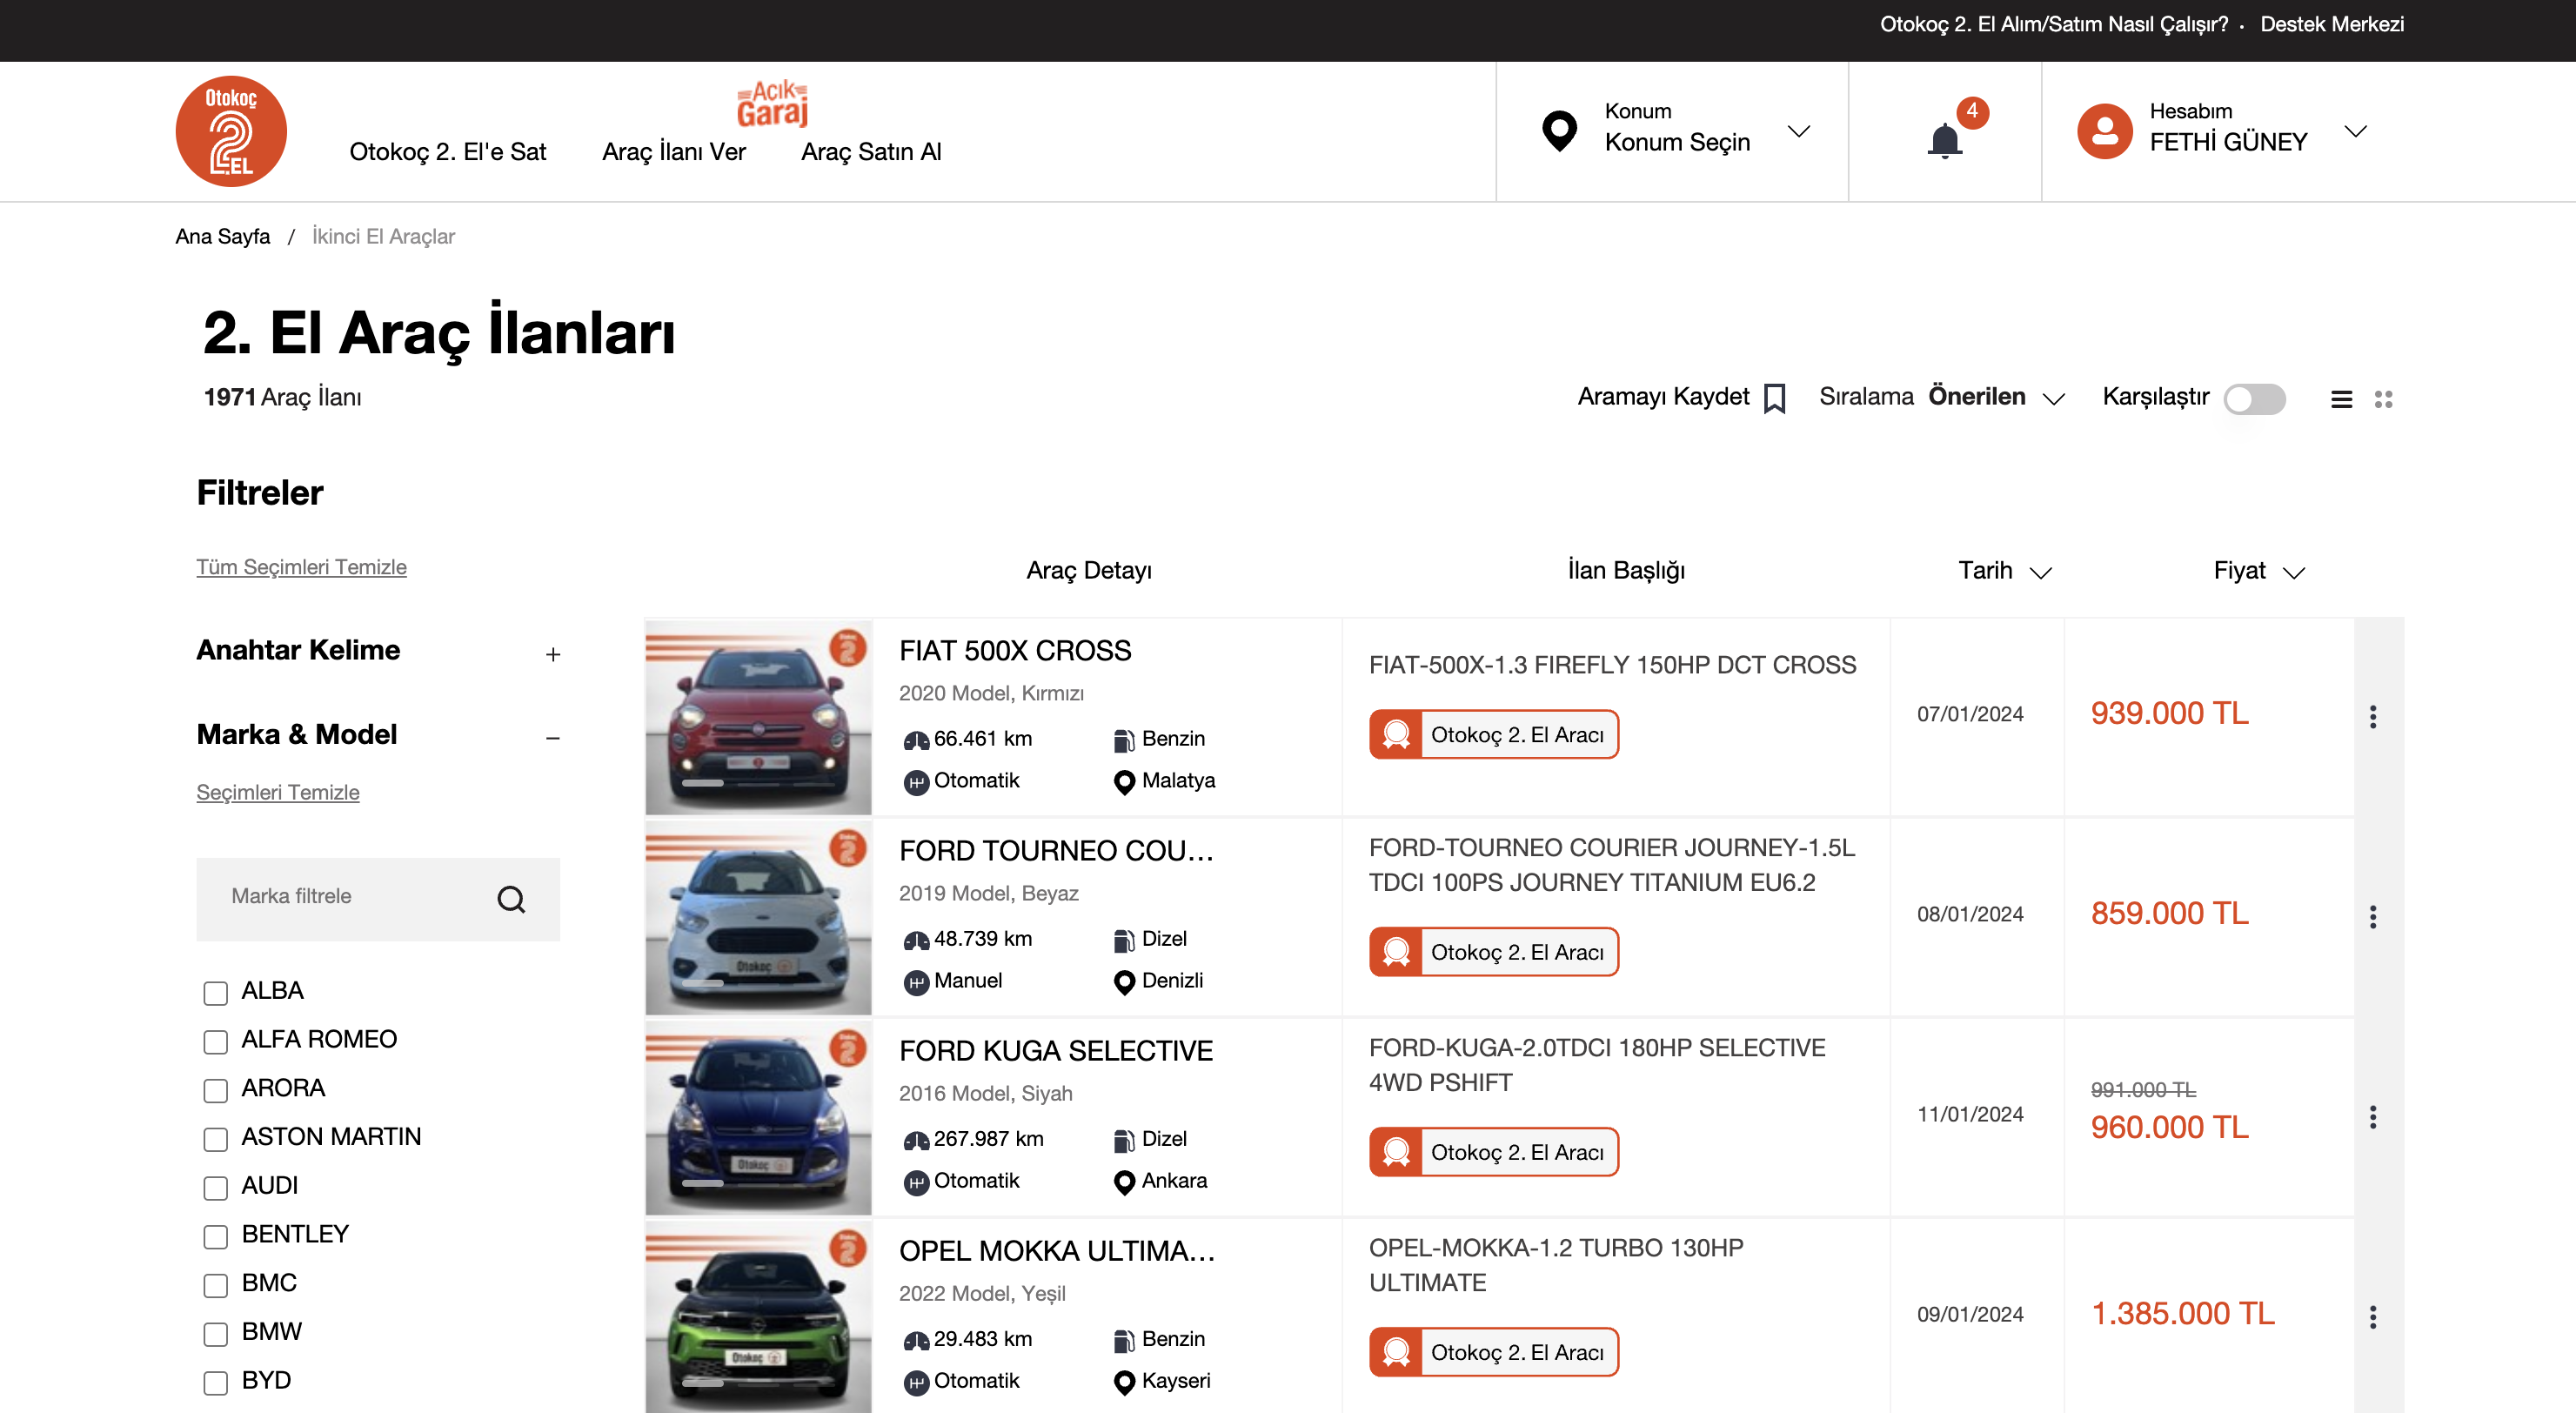 Otokoç 2. El Alım/Satım Nasıl Çalışır? · Destek Merkezi
Otokoç
2.EL
Otokoç 2. El'e Sat
Araç İlanı Ver
Açık
Garaj
Araç Satın Al
Konum
Konum Seçin
4
Hesabım
FETHİ GÜNEY
Ana Sayfa / İkinci El Araçlar
2. El Araç İlanları
1971 Araç İlanı
Aramayı Kaydet
Sıralama Önerilen
Karşılaştır
Filtreler
Tüm Seçimleri Temizle
Anahtar Kelime +
Marka & Model –
Seçimleri Temizle
Marka filtrele
ALBA
ALFA ROMEO
ARORA
ASTON MARTIN
AUDI
BENTLEY
BMC
BMW
BYD
Araç Detayı
İlan Başlığı
Tarih
Fiyat
FIAT 500X CROSS
2020 Model, Kırmızı
66.461 km
Benzin
Otomatik
Malatya
FIAT-500X-1.3 FIREFLY 150HP DCT CROSS
Otokoç 2. El Aracı
07/01/2024
939.000 TL
Otokoç
FORD TOURNEO COU...
2019 Model, Beyaz
48.739 km
Dizel
Manuel
Denizli
FORD-TOURNEO COURIER JOURNEY-1.5L
TDCI 100PS JOURNEY TITANIUM EU6.2
Otokoç 2. El Aracı
08/01/2024
859.000 TL
Otokoç
FORD KUGA SELECTIVE
2016 Model, Siyah
267.987 km
Dizel
Otomatik
Ankara
FORD-KUGA-2.0TDCI 180HP SELECTIVE
4WD PSHIFT
Otokoç 2. El Aracı
11/01/2024
991.000 TL
960.000 TL
Otokoç
OPEL MOKKA ULTIMA...
2022 Model, Yeşil
29.483 km
Benzin
Otomatik
Kayseri
OPEL-MOKKA-1.2 TURBO 130HP
ULTIMATE
Otokoç 2. El Aracı
09/01/2024
1.385.000 TL